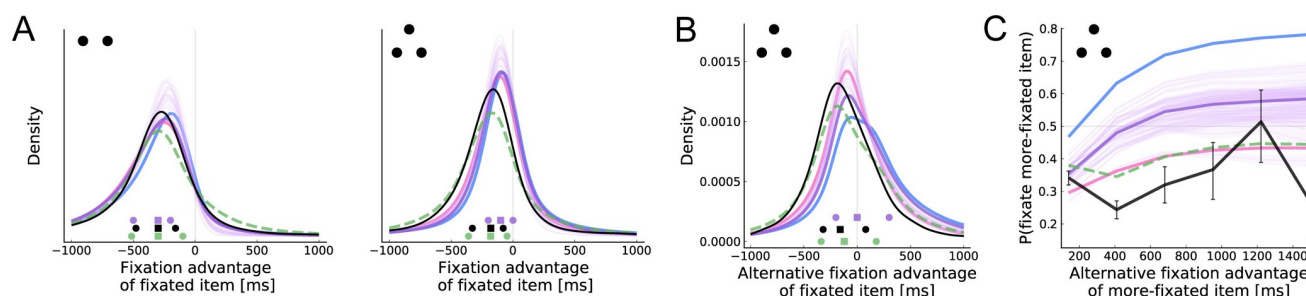 A
Density
−1000 −500 0 500 1000
Fixation advantage
of fixated item [ms]
−1000 −500 0 500 1000
Fixation advantage
of fixated item [ms]
B
Density
0.0015
0.0010
0.0005
0.0000
−1000 −500 0 500 1000
Alternative fixation advantage
of fixated item [ms]
C
P(fixate more-fixated item)
0.8
0.7
0.6
0.5
0.4
0.3
0.2
200 400 600 800 1000 1200 1400
Alternative fixation advantage
of more-fixated item [ms]